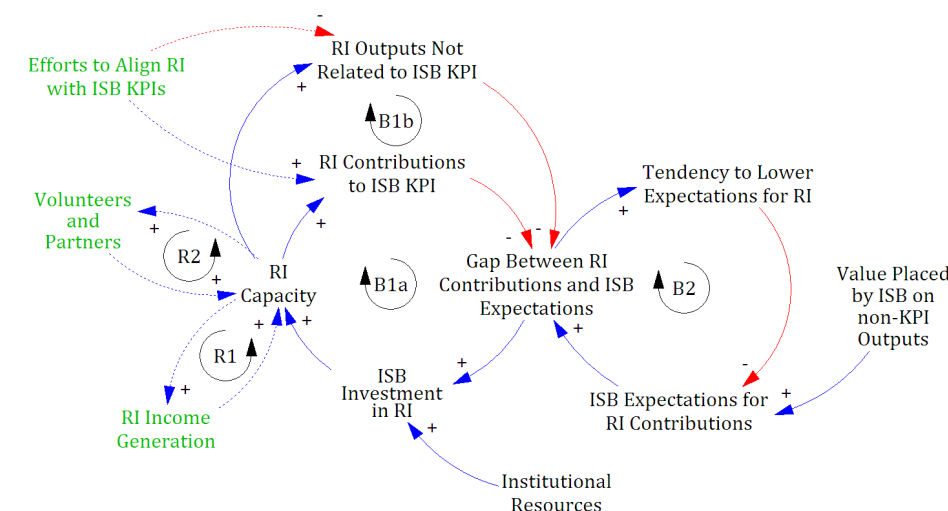 -
RI Outputs Not
Related to ISB KPI
+
Efforts to Align RI
with ISB KPIs
B1b
+
RI Contributions
to ISB KPI
+
Tendency to Lower
Expectations for RI
+
Volunteers
and
Partners
+
R2
+
RI
Capacity
+
+
B1a
-
-
Gap Between RI
Contributions and ISB
Expectations
+
B2
Value Placed
by ISB on
non-KPI
Outputs
R1
+
RI Income
Generation
ISB
Investment
in RI
+
+
-
ISB Expectations for
RI Contributions
+
Institutional
Resources